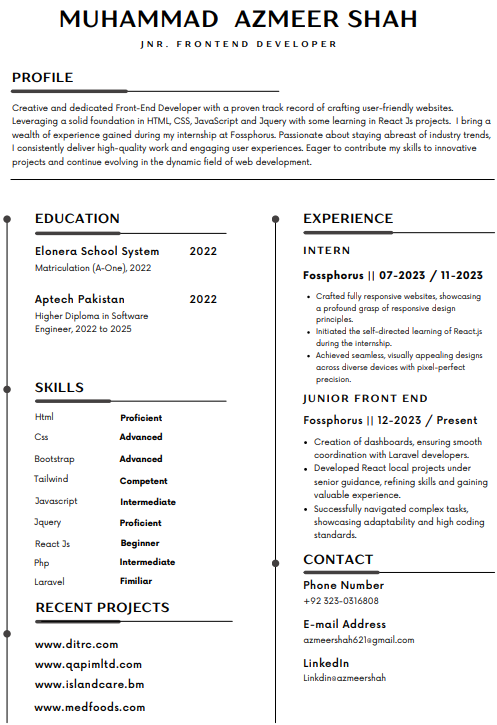 MUHAMMAD AZMEER SHAH
JNR. FRONTEND DEVELOPER
PROFILE
Creative and dedicated Front-End Developer with a proven track record of crafting user-friendly websites.
Leveraging a solid foundation in HTML, CSS, JavaScript and Jquery with some learning in React Js projects. I bring a
wealth of experience gained during my internship at Fossphorus. Passionate about staying abreast of industry trends,
I consistently deliver high-quality work and engaging user experiences. Eager to contribute my skills to innovative
projects and continue evolving in the dynamic field of web development.
EDUCATION
Elonera School System 2022
Matriculation (A-One), 2022
Aptech Pakistan 2022
Higher Diploma in Software
Engineer, 2022 to 2025
SKILLS
Html Proficient
Css Advanced
Bootstrap Advanced
Tailwind Competent
Javascript Intermediate
Jquery Proficient
React Js Beginner
Php Intermediate
Laravel Fimiliar
RECENT PROJECTS
www.ditrc.com
www.qapimltd.com
www.islandcare.bm
www.medfoods.com
EXPERIENCE
INTERN
Fossphorus || 07-2023 / 11-2023
• Crafted fully responsive websites, showcasing
a profound grasp of responsive design
principles.
• Initiated the self-directed learning of React.js
during the internship.
• Achieved seamless, visually appealing designs
across diverse devices with pixel-perfect
precision.
JUNIOR FRONT END
Fossphorus || 12-2023 / Present
• Creation of dashboards, ensuring smooth
coordination with Laravel developers.
• Developed React local projects under
senior guidance, refining skills and gaining
valuable experience.
• Successfully navigated complex tasks,
showcasing adaptability and high coding
standards.
CONTACT
Phone Number
+92 323-0316808
E-mail Address
azmeershah621@gmail.com
LinkedIn
Linkdin@azmeershah